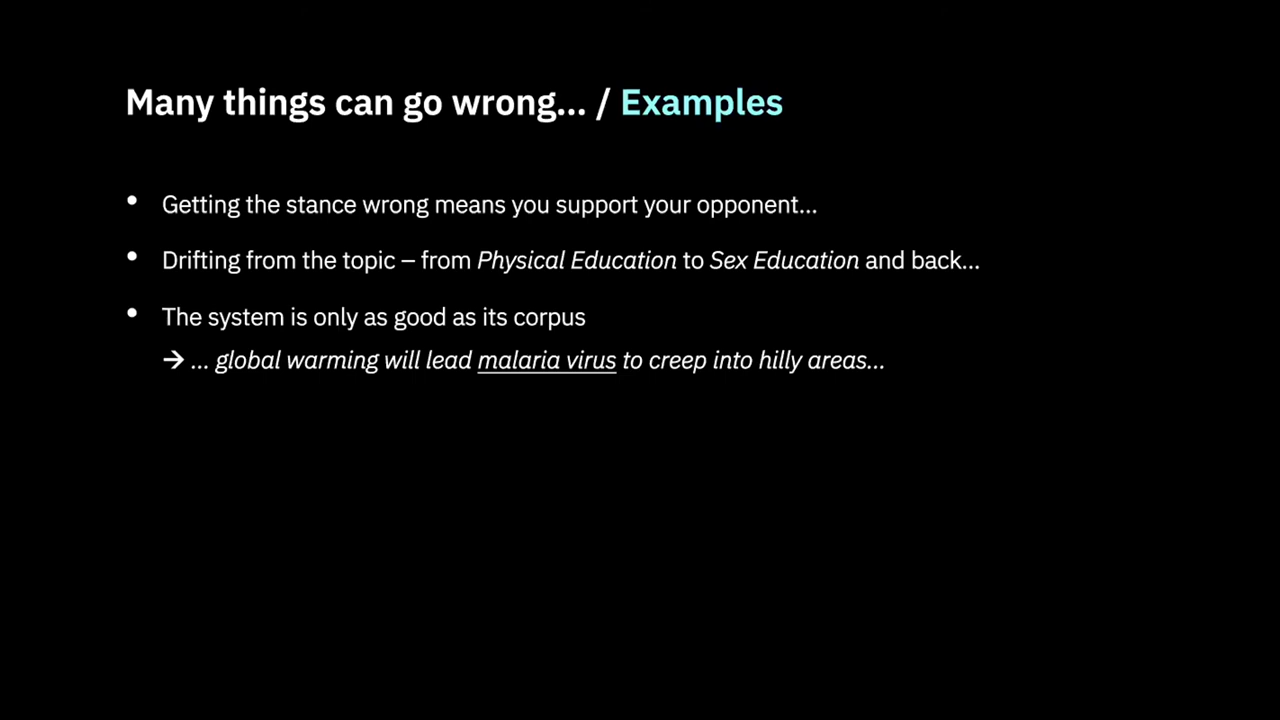 Many things can go wrong... / Examples
• Getting the stance wrong means you support your opponent...
• Drifting from the topic – from Physical Education to Sex Education and back...
• The system is only as good as its corpus
→ ... global warming will lead malaria virus to creep into hilly areas...